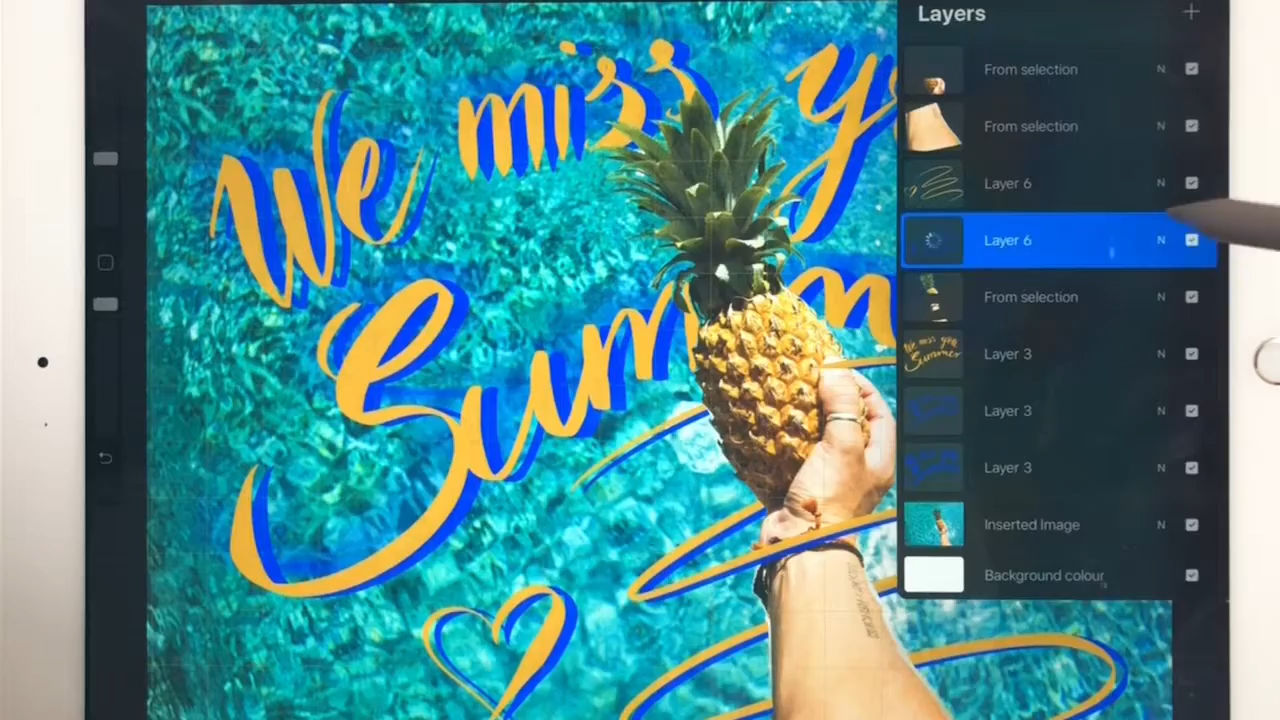 Layers
From selection N
From selection N
Layer 6 N
Layer 6 N
From selection N
Layer 3 N
Layer 3 N
Layer 3 N
Inserted Image N
Background colour
We miss yo
Summ